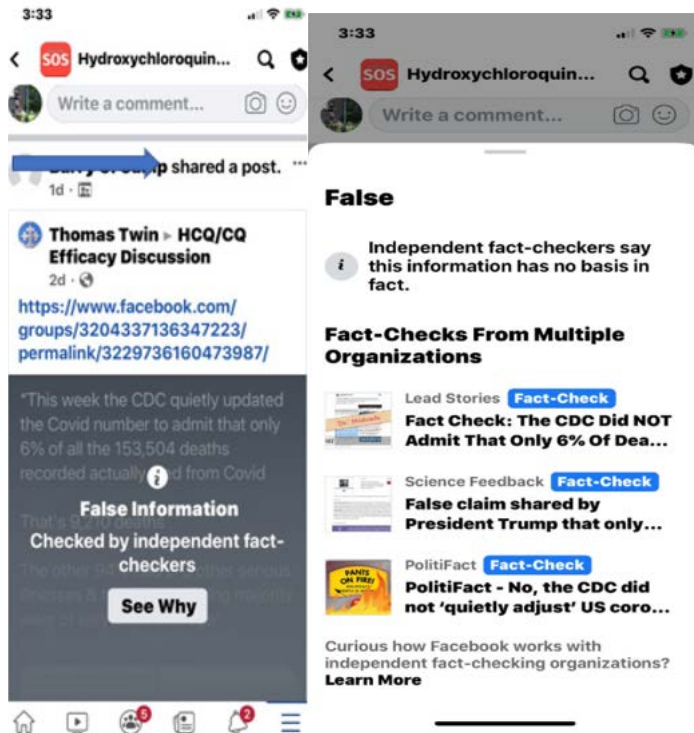 3:33
SOS Hydroxychloroquin...
Write a comment...
shared a post. ...
1d
Thomas Twin ▸ HCQ/CQ
Efficacy Discussion
2d
https://www.facebook.com/
groups/3204337136347223/
permalink/3229736160473987/
"This week the CDC quietly updated
the Covid number to admit that only
6% of all the 153,504 deaths
recorded actually from Covid
That's 9,210 deaths
The other
False Information
Checked by independent fact-
checkers
See Why
5
2
3:33
SOS Hydroxychloroquin...
Write a comment...
False
Independent fact-checkers say
this information has no basis in
fact.
Fact-Checks From Multiple
Organizations
Lead Stories Fact-Check
Fact Check: The CDC Did NOT
Admit That Only 6% Of Dea...
Science Feedback Fact-Check
False claim shared by
President Trump that only...
PANTS
ON FIRE!
PolitiFact Fact-Check
PolitiFact - No, the CDC did
not 'quietly adjust' US coro...
Curious how Facebook works with
independent fact-checking organizations?
Learn More